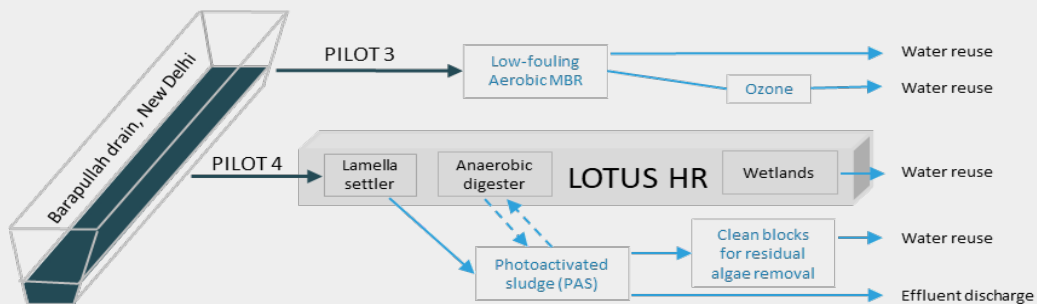 Barapullah drain, New Delhi
PILOT 3
Low-fouling
Aerobic MBR
Water reuse
Ozone
Water reuse
PILOT 4
Lamella
settler
Anaerobic
digester
LOTUS HR
Wetlands
Water reuse
Photoactivated
sludge (PAS)
Clean blocks
for residual
algae removal
Water reuse
Effluent discharge